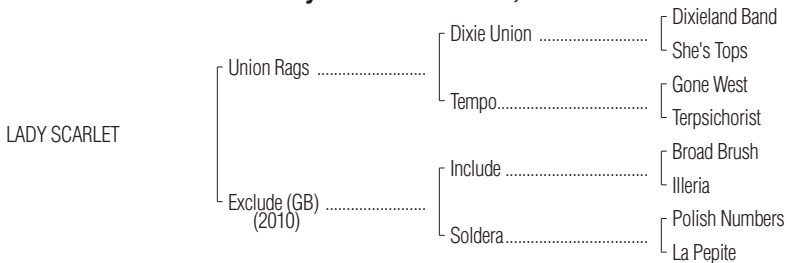 Dixieland Band
Dixie Union ..........................
She's Tops
Union Rags ..........................
Gone West
Tempo....................................
Terpsichorist
LADY SCARLET
Broad Brush
Include ..................................
Illeria
Exclude (GB) ........................
(2010)
Polish Numbers
Soldera..................................
La Pepite